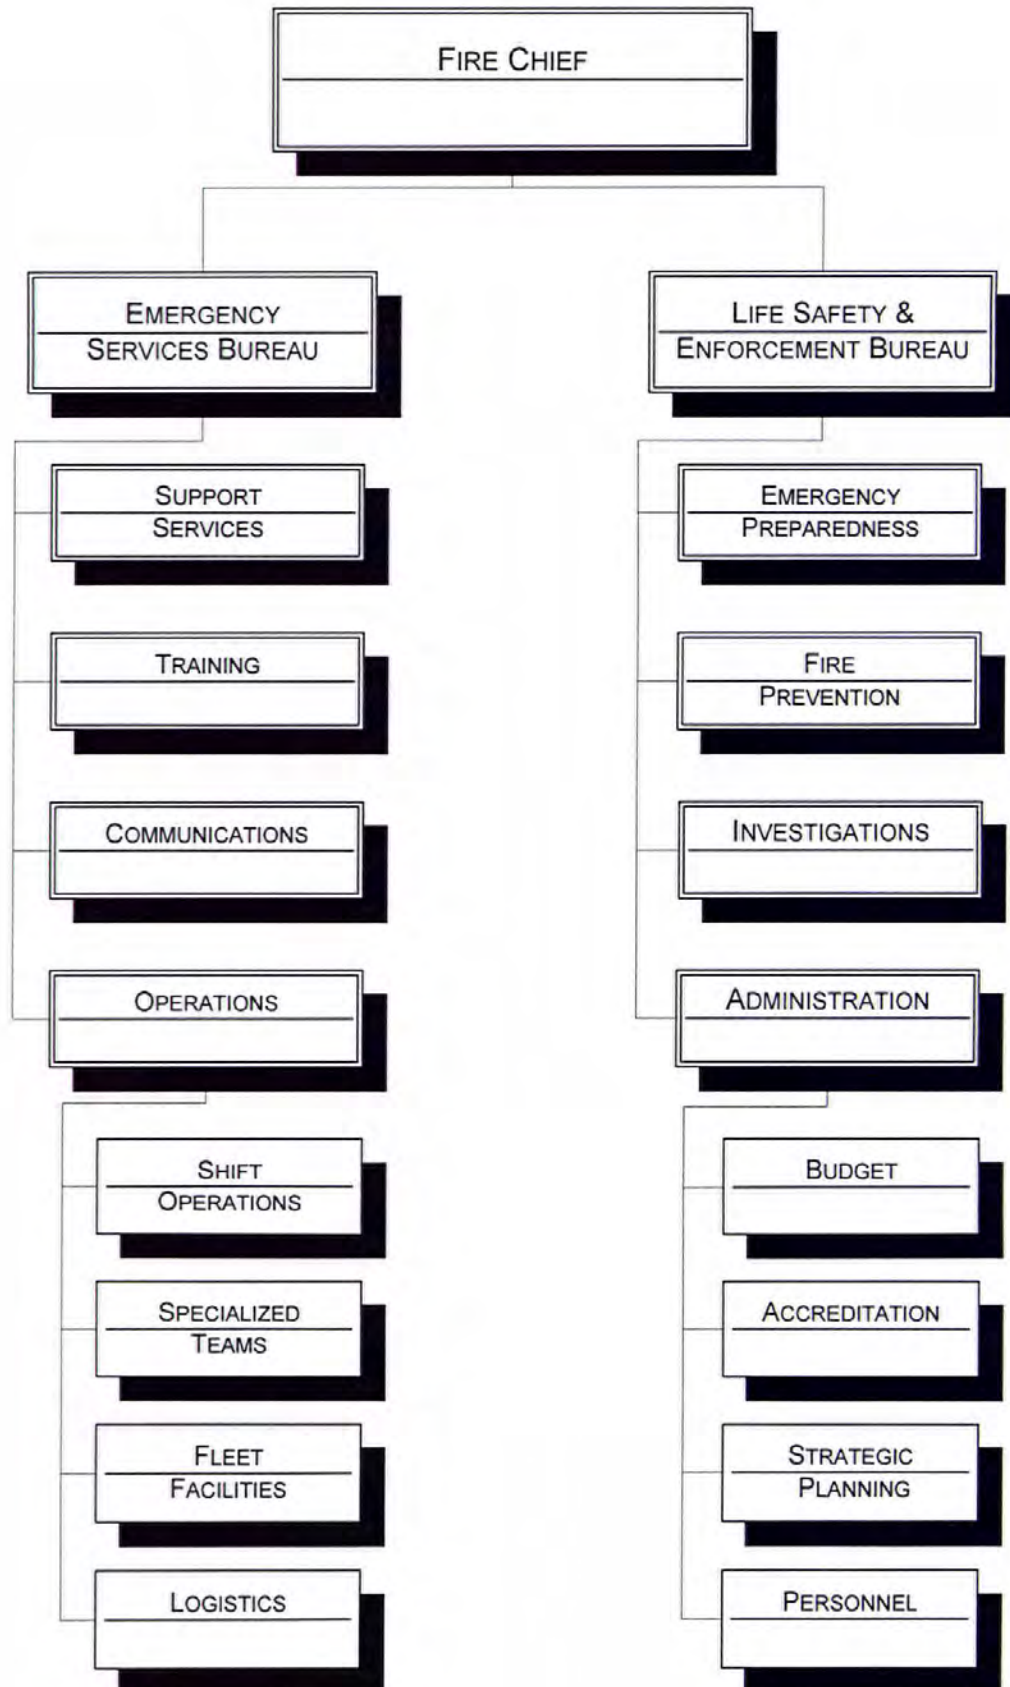 FIRE CHIEF
EMERGENCY
SERVICES BUREAU
SUPPORT
SERVICES
TRAINING
COMMUNICATIONS
OPERATIONS
SHIFT
OPERATIONS
SPECIALIZED
TEAMS
FLEET
FACILITIES
LOGISTICS
LIFE SAFETY &
ENFORCEMENT BUREAU
EMERGENCY
PREPAREDNESS
FIRE
PREVENTION
INVESTIGATIONS
ADMINISTRATION
BUDGET
ACCREDITATION
STRATEGIC
PLANNING
PERSONNEL